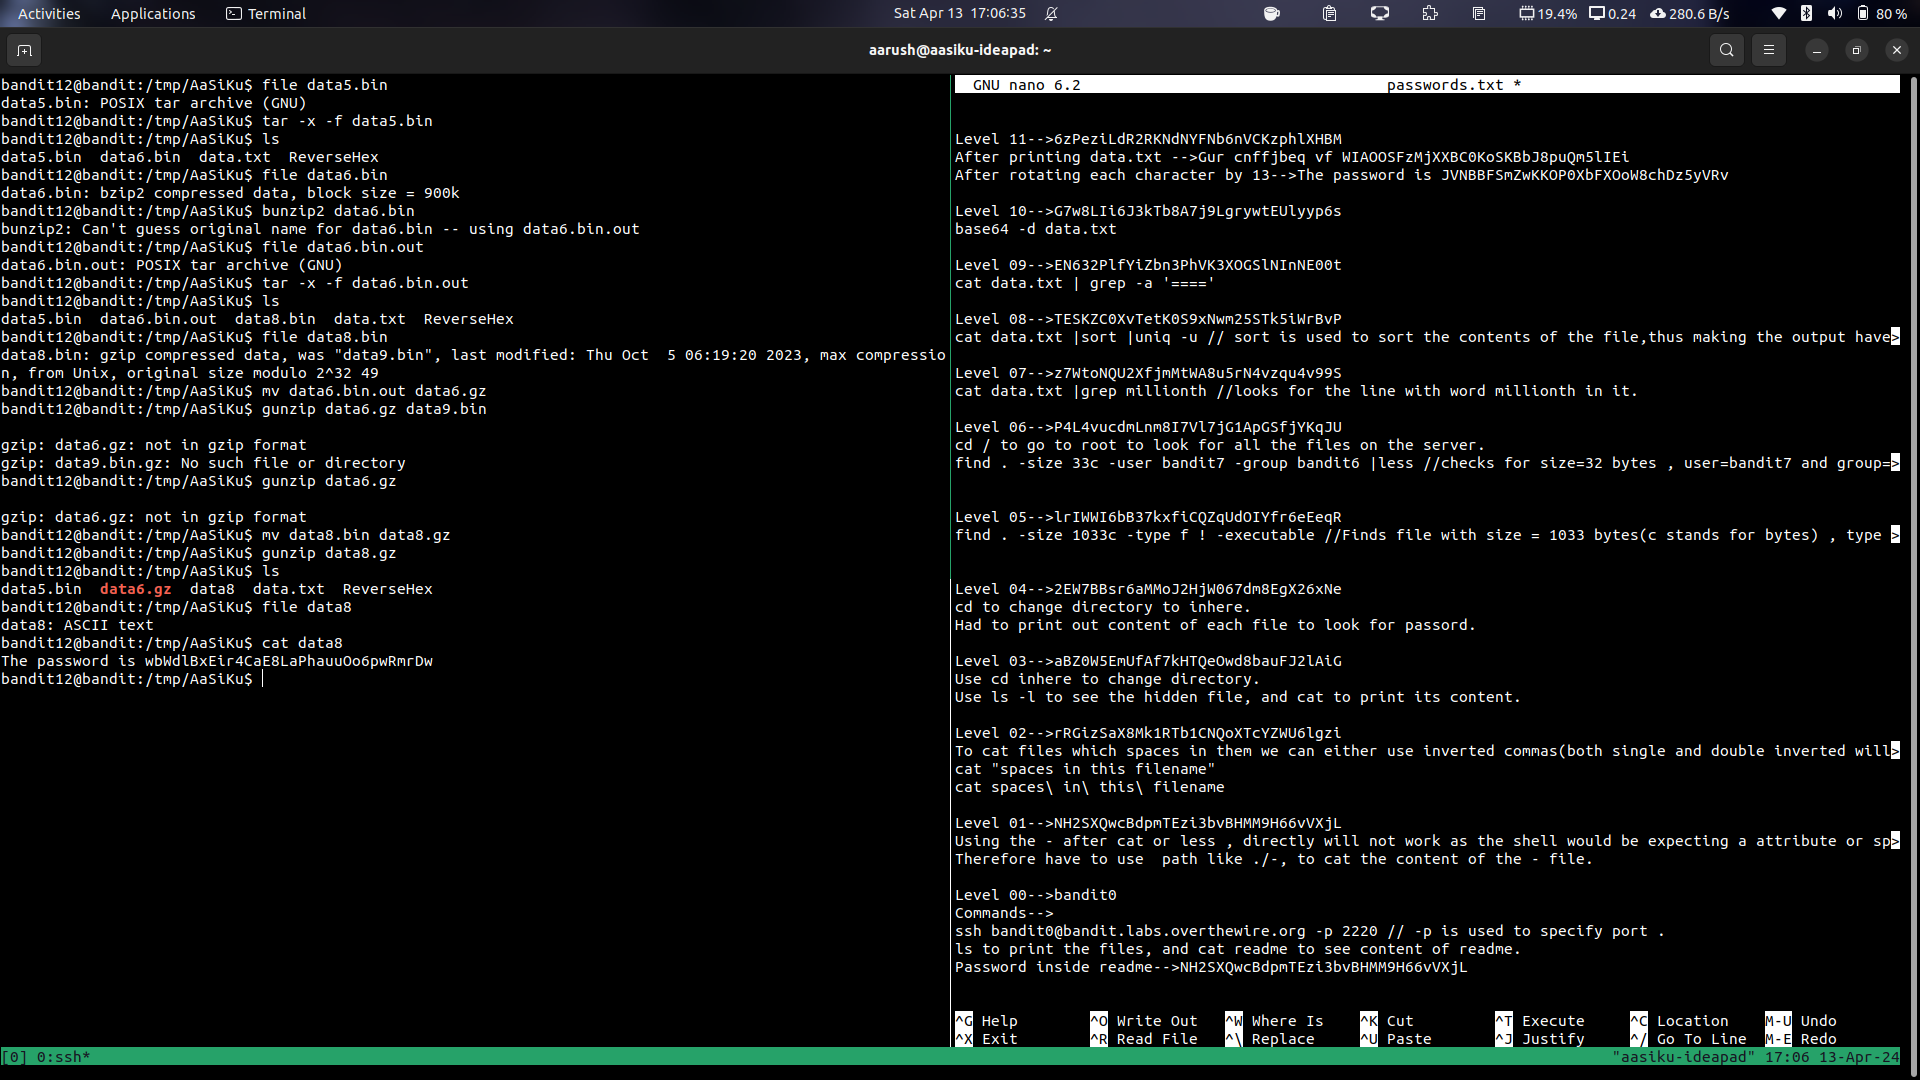 Activities Applications Terminal Sat Apr 13 17:06:35 19.4% 0.24 280.6 B/s 80 %
aarush@aasiku-ideapad: ~
bandit12@bandit:/tmp/AaSiKu$ file data5.bin
data5.bin: POSIX tar archive (GNU)
bandit12@bandit:/tmp/AaSiKu$ tar -x -f data5.bin
bandit12@bandit:/tmp/AaSiKu$ ls
data5.bin  data6.bin  data.txt  ReverseHex
bandit12@bandit:/tmp/AaSiKu$ file data6.bin
data6.bin: bzip2 compressed data, block size = 900k
bandit12@bandit:/tmp/AaSiKu$ bunzip2 data6.bin
bunzip2: Can't guess original name for data6.bin -- using data6.bin.out
bandit12@bandit:/tmp/AaSiKu$ file data6.bin.out
data6.bin.out: POSIX tar archive (GNU)
bandit12@bandit:/tmp/AaSiKu$ tar -x -f data6.bin.out
bandit12@bandit:/tmp/AaSiKu$ ls
data5.bin  data6.bin.out  data8.bin  data.txt  ReverseHex
bandit12@bandit:/tmp/AaSiKu$ file data8.bin
data8.bin: gzip compressed data, was "data9.bin", last modified: Thu Oct  5 06:19:20 2023, max compressio
n, from Unix, original size modulo 2^32 49
bandit12@bandit:/tmp/AaSiKu$ mv data6.bin.out data6.gz
bandit12@bandit:/tmp/AaSiKu$ gunzip data6.gz data9.bin
gzip: data6.gz: not in gzip format
gzip: data9.bin.gz: No such file or directory
bandit12@bandit:/tmp/AaSiKu$ gunzip data6.gz
gzip: data6.gz: not in gzip format
bandit12@bandit:/tmp/AaSiKu$ mv data8.bin data8.gz
bandit12@bandit:/tmp/AaSiKu$ gunzip data8.gz
bandit12@bandit:/tmp/AaSiKu$ ls
data5.bin  data6.gz  data8  data.txt  ReverseHex
bandit12@bandit:/tmp/AaSiKu$ file data8
data8: ASCII text
bandit12@bandit:/tmp/AaSiKu$ cat data8
The password is wbWdlBxEir4CaE8LaPhauuOo6pwRmrDw
bandit12@bandit:/tmp/AaSiKu$
GNU nano 6.2 passwords.txt *
Level 11-->6zPeziLdR2RKNdNYFNb6nVCKzphlXHBM
After printing data.txt -->Gur cnffjbeq vf WIAOOSFzMjXXBC0KoSKBbJ8puQm5lIEi
After rotating each character by 13-->The password is JVNBBFSmZwKKOP0XbFXOoW8chDz5yVRv
Level 10-->G7w8LIi6J3kTb8A7j9LgrywtEUlyyp6s
base64 -d data.txt
Level 09-->EN632PlfYiZbn3PhVK3XOGSlNInNE00t
cat data.txt | grep -a '===='
Level 08-->TESKZC0XvTetK0S9xNwm25STk5iWrBvP
cat data.txt |sort |uniq -u // sort is used to sort the contents of the file,thus making the output have>
Level 07-->z7WtoNQU2XfjmMtWA8u5rN4vzqu4v99S
cat data.txt |grep millionth //looks for the line with word millionth in it.
Level 06-->P4L4vucdmLnm8I7Vl7jG1ApGSfjYKqJU
cd / to go to root to look for all the files on the server.
find . -size 33c -user bandit7 -group bandit6 |less //checks for size=32 bytes , user=bandit7 and group=>
Level 05-->lrIWWI6bB37kxfiCQZqUdOIYfr6eEeqR
find . -size 1033c -type f ! -executable //Finds file with size = 1033 bytes(c stands for bytes) , type >
Level 04-->2EW7BBsr6aMMoJ2HjW067dm8EgX26xNe
cd to change directory to inhere.
Had to print out content of each file to look for passord.
Level 03-->aBZ0W5EmUfAf7kHTQeOwd8bauFJ2lAiG
Use cd inhere to change directory.
Use ls -l to see the hidden file, and cat to print its content.
Level 02-->rRGizSaX8Mk1RTb1CNQoXTcYZWU6lgzi
To cat files which spaces in them we can either use inverted commas(both single and double inverted will>
cat "spaces in this filename"
cat spaces\ in\ this\ filename
Level 01-->NH2SXQwcBdpmTEzi3bvBHMM9H66vVXjL
Using the - after cat or less , directly will not work as the shell would be expecting a attribute or sp>
Therefore have to use  path like ./-, to cat the content of the - file.
Level 00-->bandit0
Commands-->
ssh bandit0@bandit.labs.overthewire.org -p 2220 // -p is used to specify port .
ls to print the files, and cat readme to see content of readme.
Password inside readme-->NH2SXQwcBdpmTEzi3bvBHMM9H66vVXjL
^G Help ^O Write Out ^W Where Is ^K Cut ^T Execute ^C Location M-U Undo
^X Exit ^R Read File ^\ Replace ^U Paste ^J Justify ^/ Go To Line M-E Redo
[0] 0:ssh* "aasiku-ideapad" 17:06 13-Apr-24